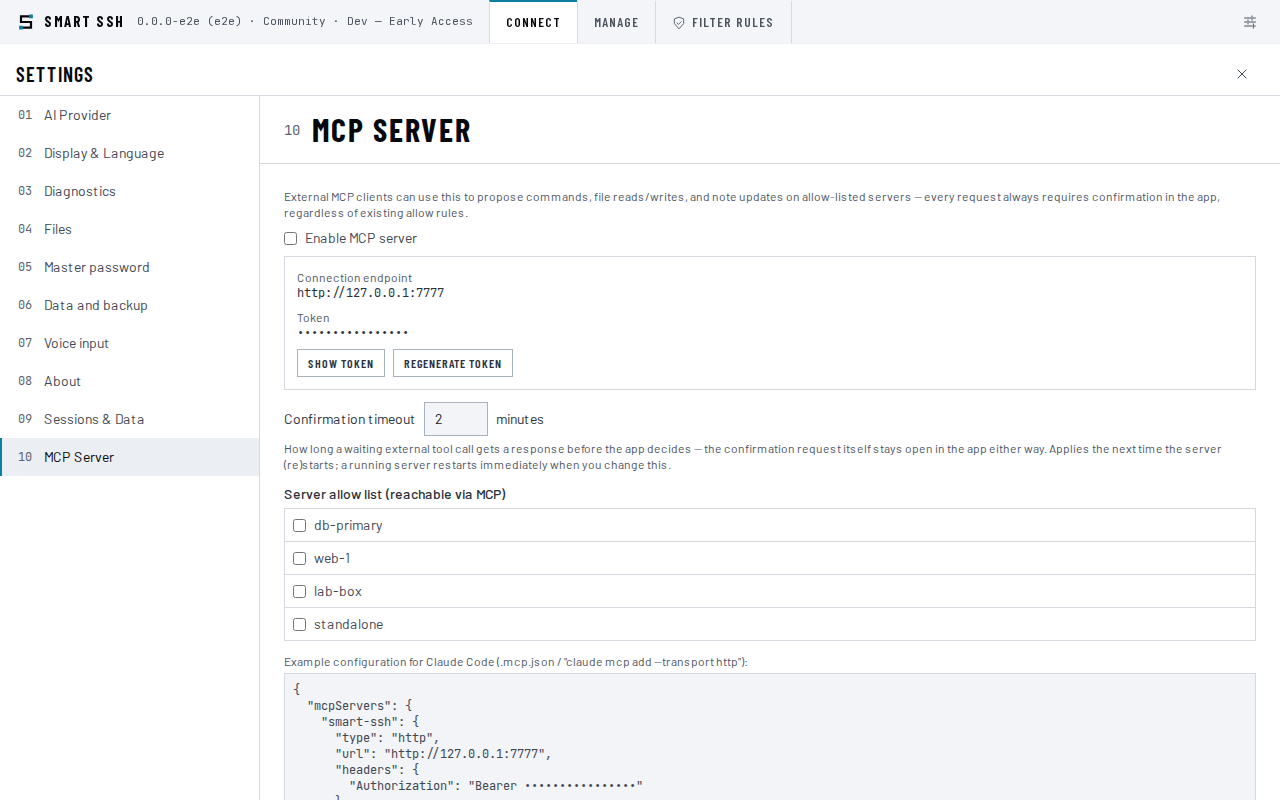 SMART SSH 0.0.0-e2e (e2e) · Community · Dev — Early Access CONNECT MANAGE FILTER RULES
SETTINGS
01 AI Provider
02 Display & Language
03 Diagnostics
04 Files
05 Master password
06 Data and backup
07 Voice input
08 About
09 Sessions & Data
10 MCP Server
10 MCP SERVER
External MCP clients can use this to propose commands, file reads/writes, and note updates on allow-listed servers — every request always requires confirmation in the app,
regardless of existing allow rules.
Enable MCP server
Connection endpoint
http://127.0.0.1:7777
Token
••••••••••••••••
SHOW TOKEN REGENERATE TOKEN
Confirmation timeout 2 minutes
How long a waiting external tool call gets a response before the app decides — the confirmation request itself stays open in the app either way. Applies the next time the server
(re)starts; a running server restarts immediately when you change this.
Server allow list (reachable via MCP)
db-primary
web-1
lab-box
standalone
Example configuration for Claude Code (.mcp.json / "claude mcp add --transport http"):
{
"mcpServers": {
"smart-ssh": {
"type": "http",
"url": "http://127.0.0.1:7777",
"headers": {
"Authorization": "Bearer ••••••••••••••••"
}